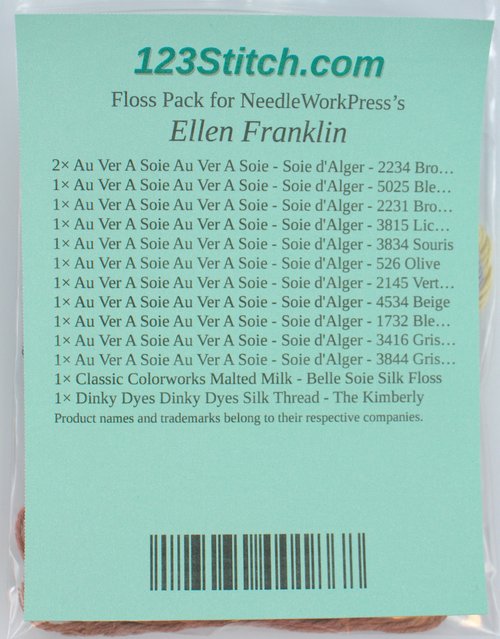 123Stitch.com
Floss Pack for NeedleWorkPress's
Ellen Franklin
2× Au Ver A Soie Au Ver A Soie - Soie d'Alger - 2234 Bro…
1× Au Ver A Soie Au Ver A Soie - Soie d'Alger - 5025 Ble…
1× Au Ver A Soie Au Ver A Soie - Soie d'Alger - 2231 Bro…
1× Au Ver A Soie Au Ver A Soie - Soie d'Alger - 3815 Lic…
1× Au Ver A Soie Au Ver A Soie - Soie d'Alger - 3834 Souris
1× Au Ver A Soie Au Ver A Soie - Soie d'Alger - 526 Olive
1× Au Ver A Soie Au Ver A Soie - Soie d'Alger - 2145 Vert…
1× Au Ver A Soie Au Ver A Soie - Soie d'Alger - 4534 Beige
1× Au Ver A Soie Au Ver A Soie - Soie d'Alger - 1732 Ble…
1× Au Ver A Soie Au Ver A Soie - Soie d'Alger - 3416 Gris…
1× Au Ver A Soie Au Ver A Soie - Soie d'Alger - 3844 Gris…
1× Classic Colorworks Malted Milk - Belle Soie Silk Floss
1× Dinky Dyes Dinky Dyes Silk Thread - The Kimberly
Product names and trademarks belong to their respective companies.